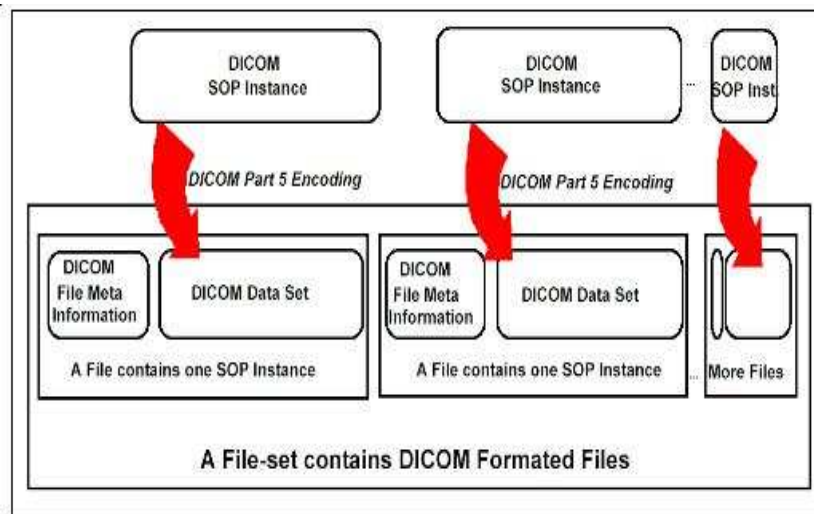 DICOM
SOP Instance
DICOM
SOP Instance
...
DICOM
SOP Inst.
DICOM Part 5 Encoding
DICOM Part 5 Encoding
DICOM
File Meta
Information
DICOM Data Set
A File contains one SOP Instance
DICOM
File Meta
Information
DICOM Data Set
A File contains one SOP Instance
...
More Files
A File-set contains DICOM Formated Files